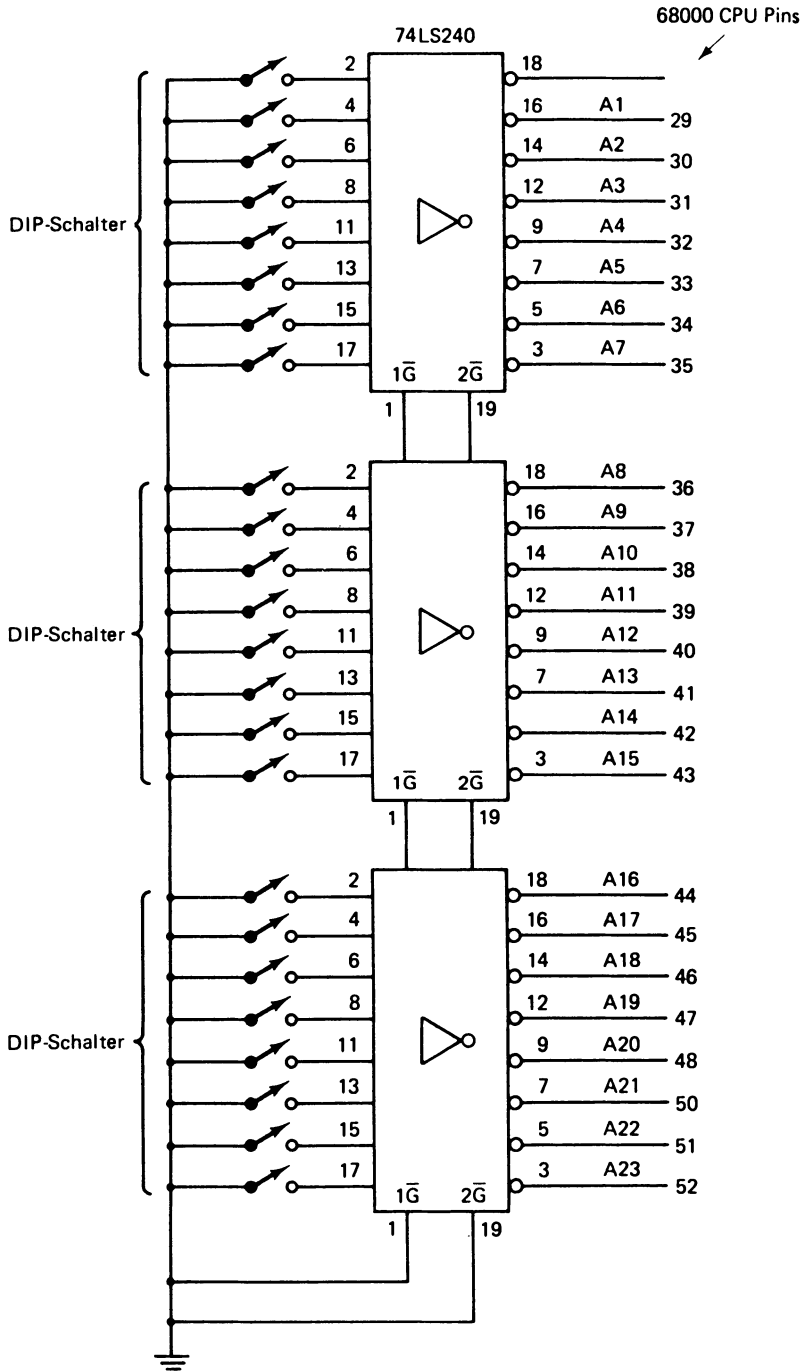 68000 CPU Pins
74LS240
2 18
4 16 A1 29
6 14 A2 30
8 12 A3 31
DIP-Schalter
11 9 A4 32
13 7 A5 33
15 5 A6 34
17 3 A7 35
1G̅ 2G̅
1 19
2 18 A8 36
4 16 A9 37
6 14 A10 38
8 12 A11 39
DIP-Schalter
11 9 A12 40
13 7 A13 41
15 A14 42
17 3 A15 43
1G̅ 2G̅
1 19
2 18 A16 44
4 16 A17 45
6 14 A18 46
8 12 A19 47
DIP-Schalter
11 9 A20 48
13 7 A21 50
15 5 A22 51
17 3 A23 52
1G̅ 2G̅
1 19